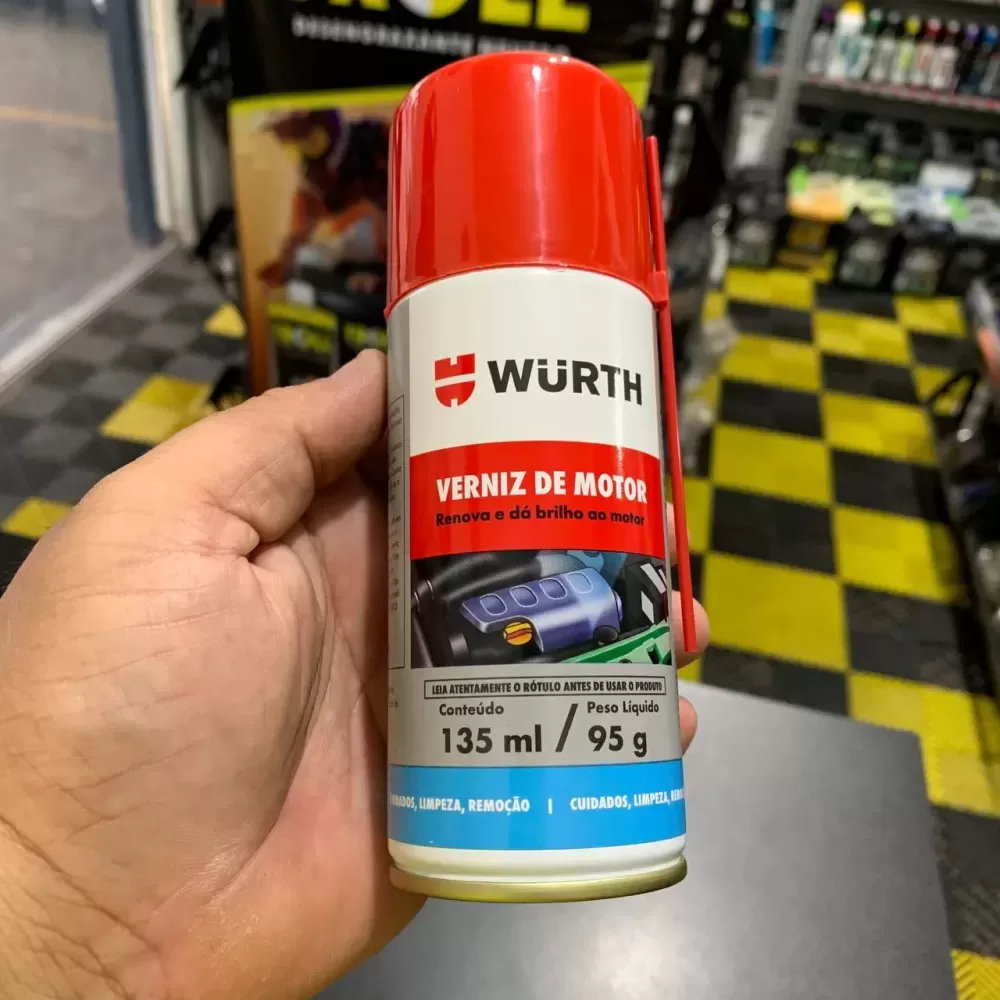 DESENGRAXANTE
WÜRTH
VERNIZ DE MOTOR
Renova e dá brilho ao motor
LEIA ATENTAMENTE O RÓTULO ANTES DE USAR O PRODUTO
Conteúdo / Peso Líquido
135 ml / 95 g
LIMPEZA, REMOÇÃO | CUIDADOS, LIMPEZA,